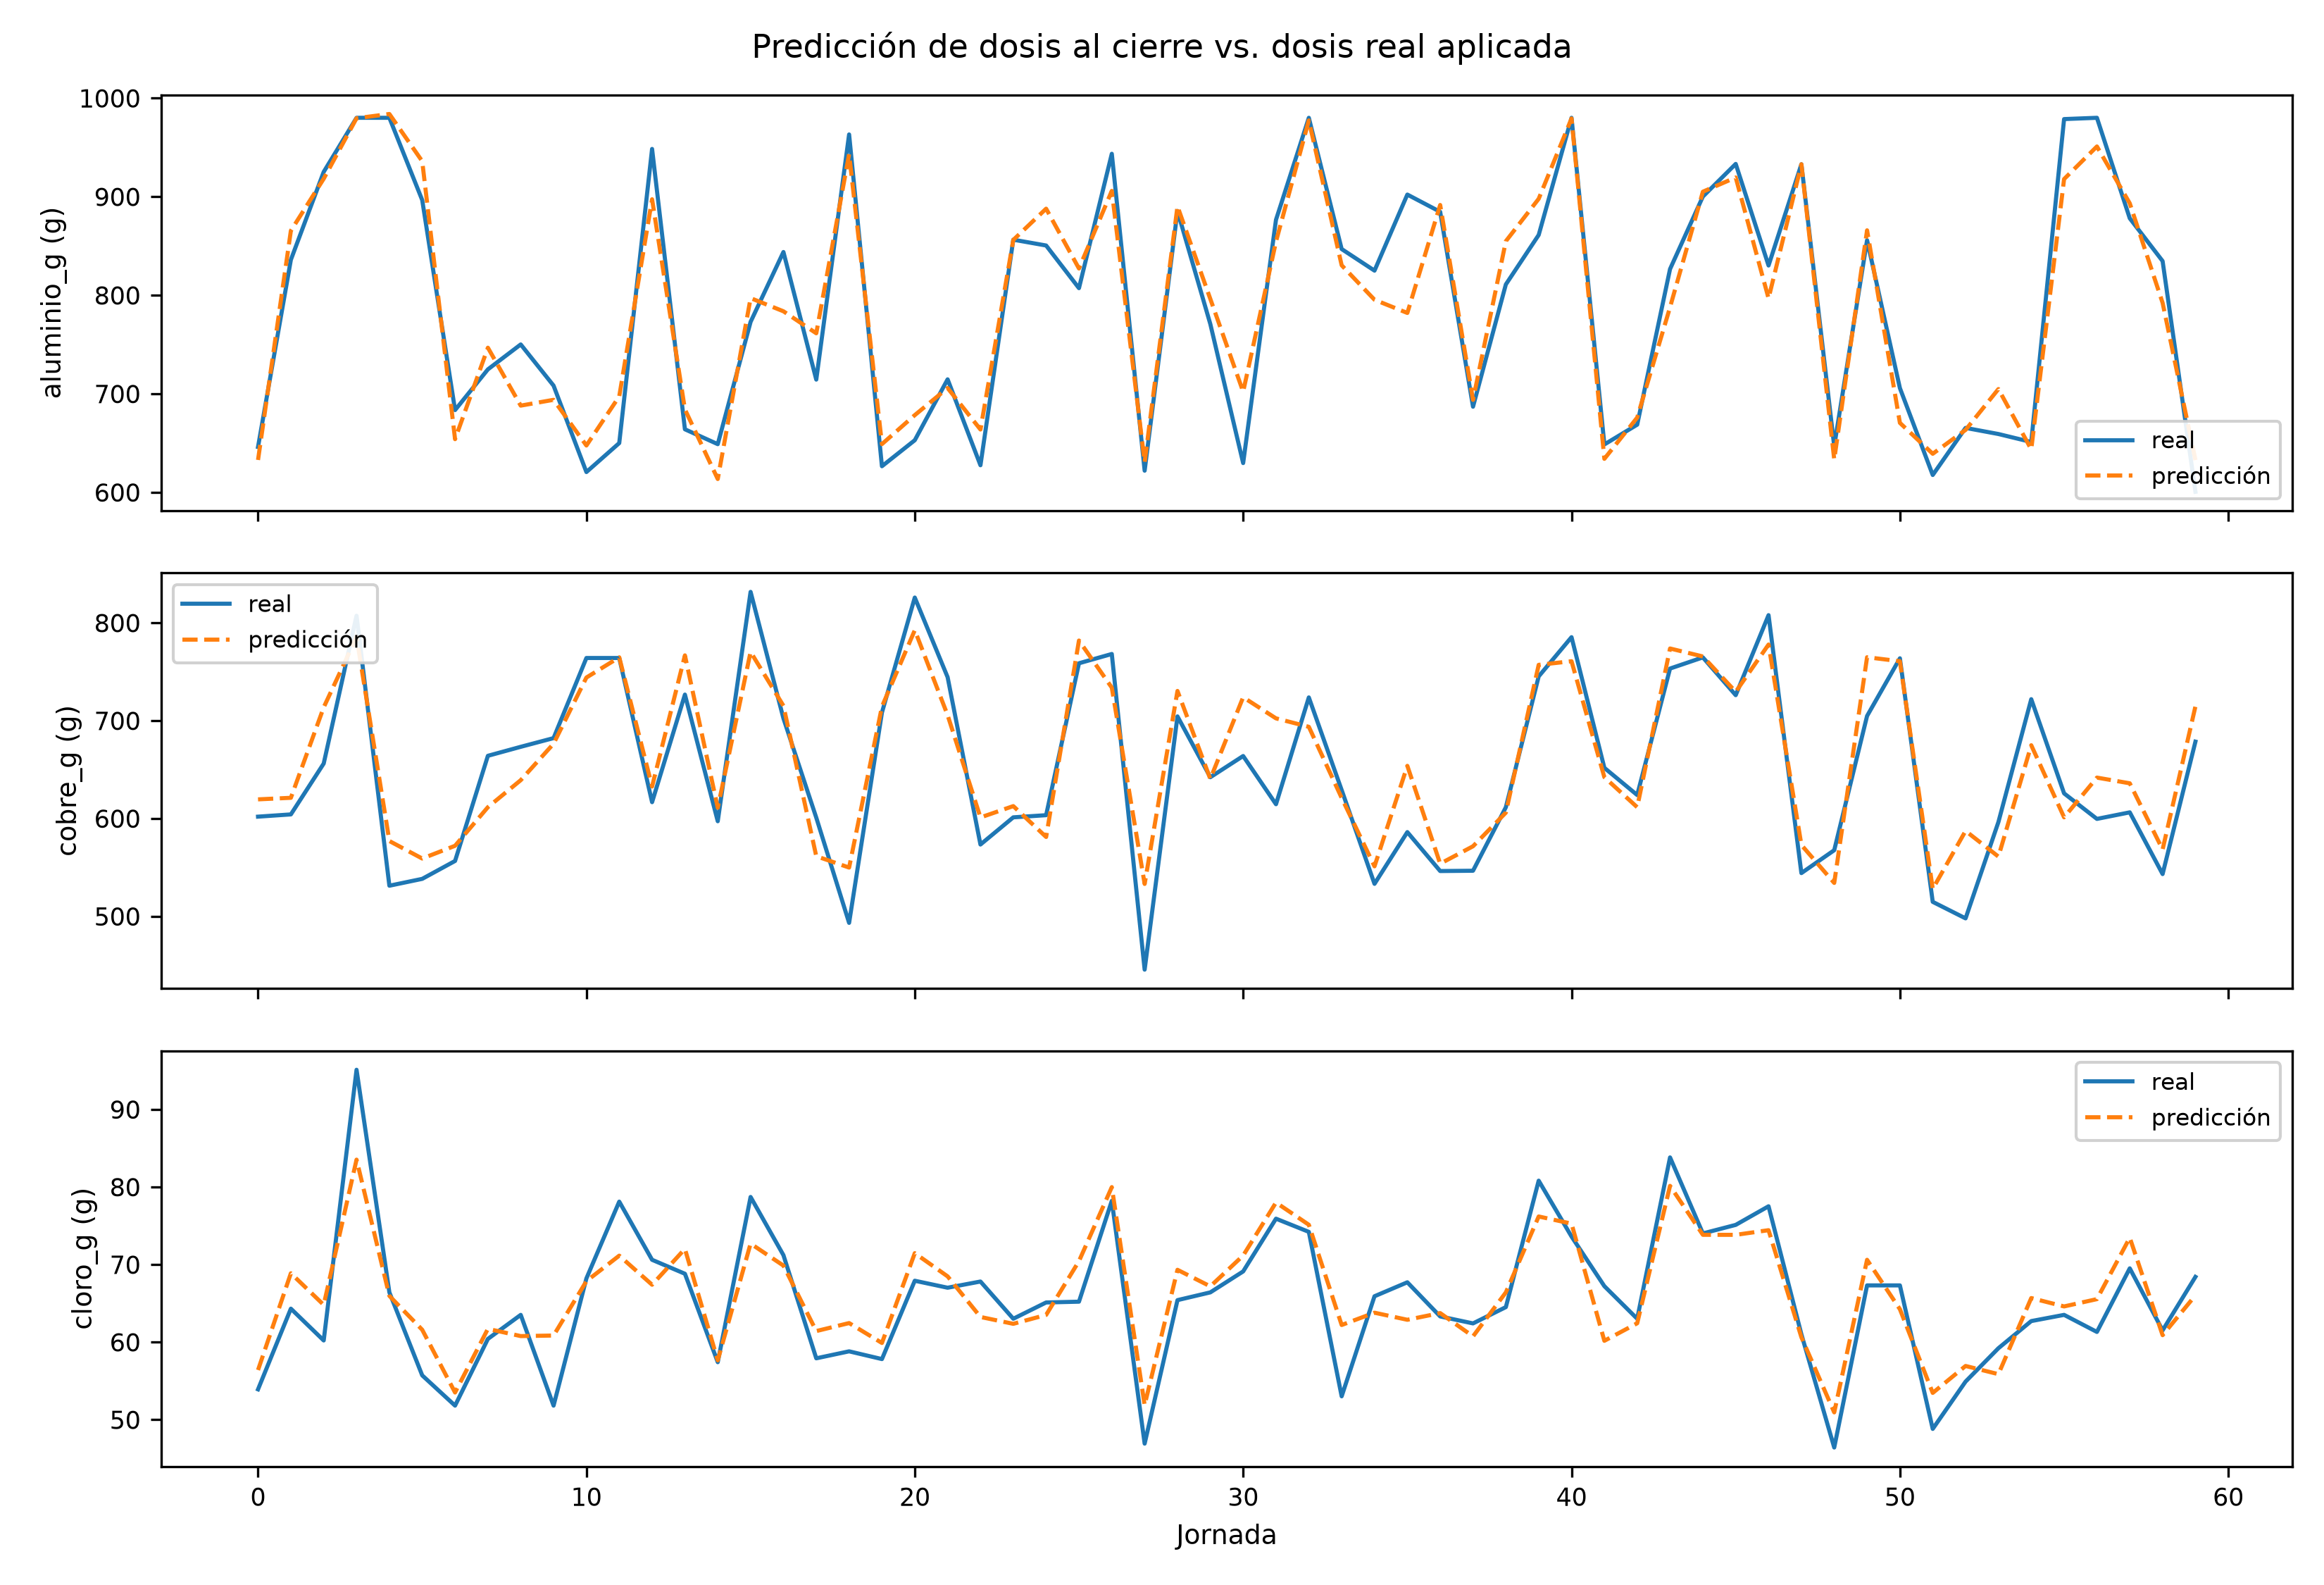 Predicción de dosis al cierre vs. dosis real aplicada
aluminio_g (g)
1000
900
800
700
600
real
predicción
cobre_g (g)
800
700
600
500
real
predicción
cloro_g (g)
90
80
70
60
50
real
predicción
0 10 20 30 40 50 60
Jornada